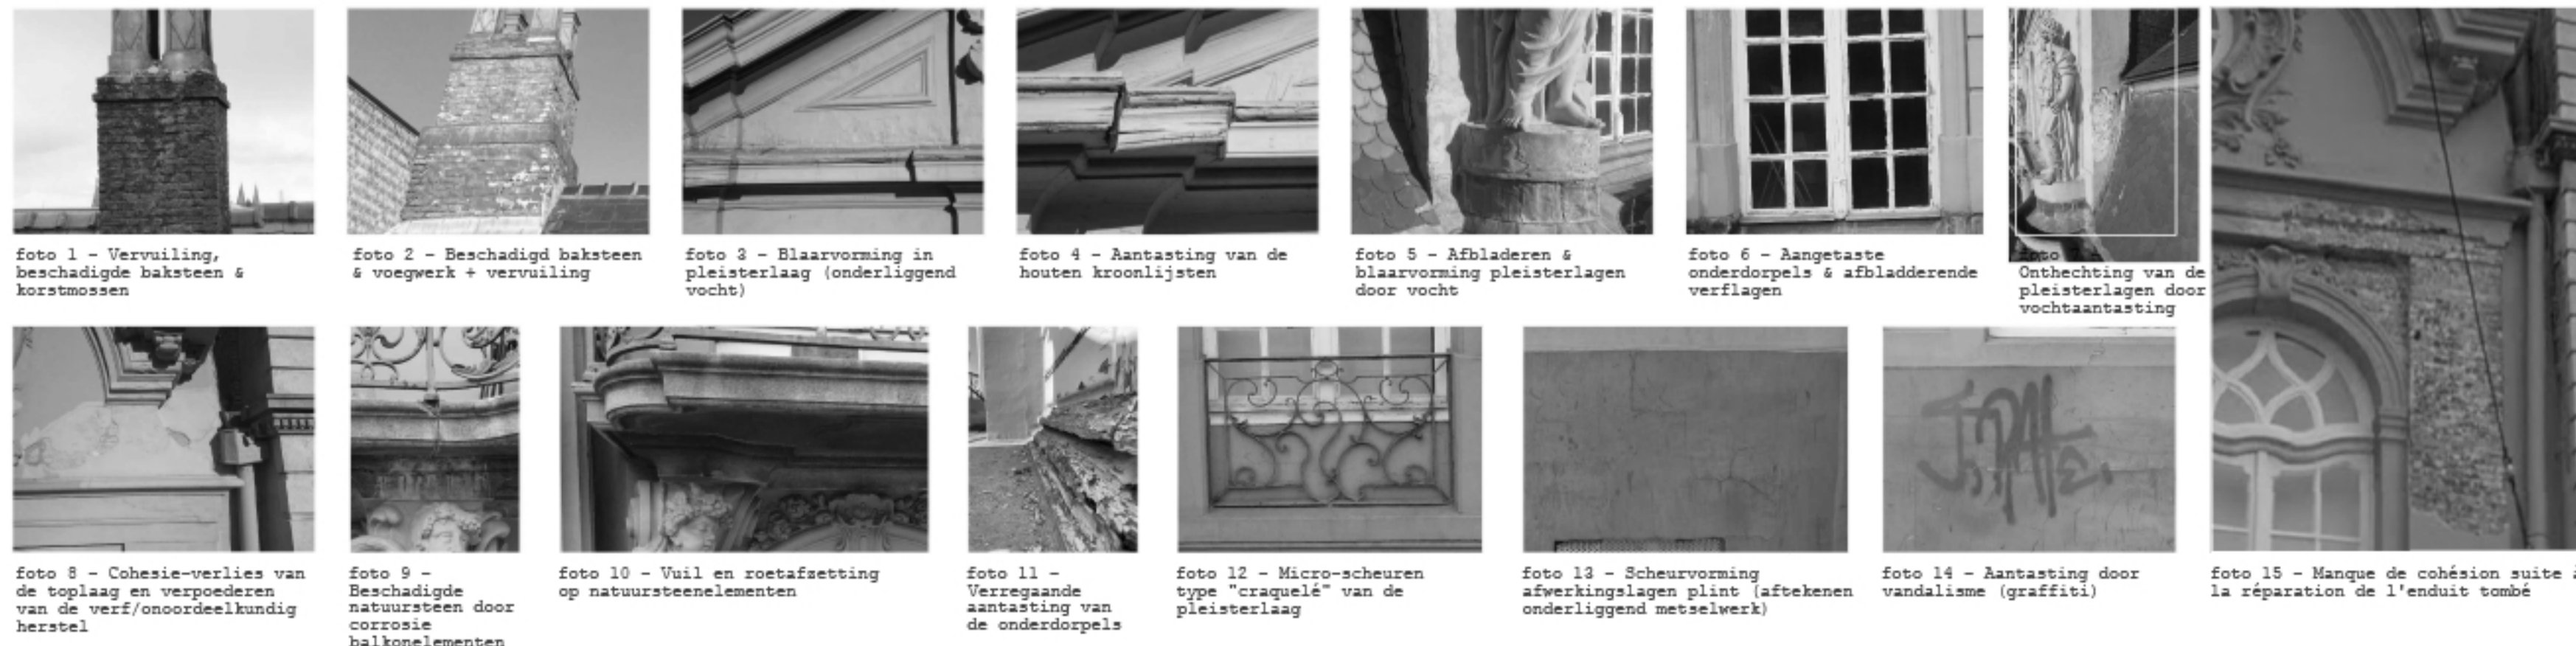 foto 1 - Vervuiling,
beschadigde baksteen &
korstmossen
foto 2 - Beschadigd baksteen
& voegwerk + vervuiling
foto 3 - Blaarvorming in
pleisterlaag (onderliggend
vocht)
foto 4 - Aantasting van de
houten kroonlijsten
foto 5 - Afbladeren &
blaarvorming pleisterlagen
door vocht
foto 6 - Aangetaste
onderdorpels & afbladderende
verflagen
foto
Onthechting van de
pleisterlagen door
vochtaantasting
foto 8 - Cohesie-verlies van
de toplaag en verpoederen
van de verf/onoordeelkundig
herstel
foto 9 -
Beschadigde
natuursteen door
corrosie
balkonelementen
foto 10 - Vuil en roetafzetting
op natuursteenelementen
foto 11 -
Verregaande
aantasting van
de onderdorpels
foto 12 - Micro-scheuren
type "craquelé" van de
pleisterlaag
foto 13 - Scheurvorming
afwerkingslagen plint (aftekenen
onderliggend metselwerk)
foto 14 - Aantasting door
vandalisme (graffiti)
foto 15 - Manque de cohésion suite
la réparation de l'enduit tombé